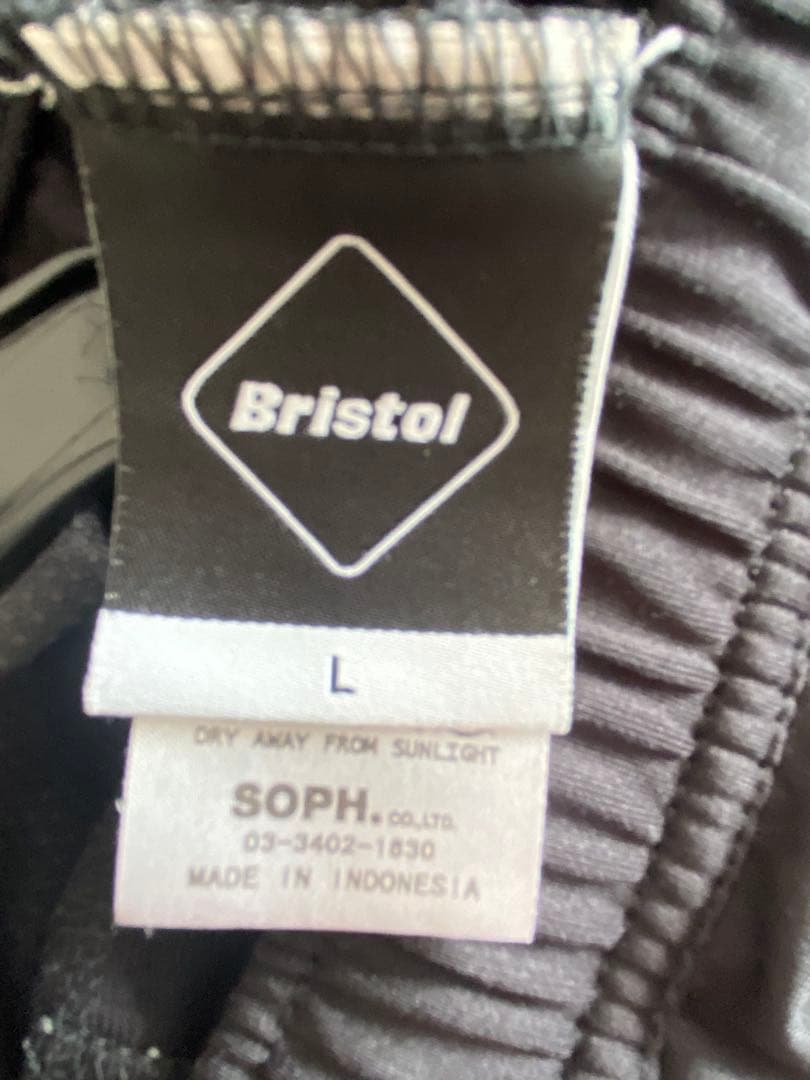 Bristol
L
DRY AWAY FROM SUNLIGHT
SOPH. CO.,LTD.
03-3402-1830
MADE IN INDONESIA